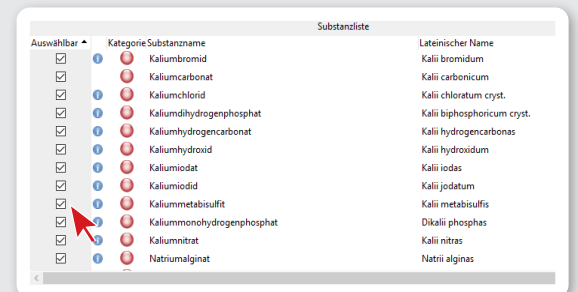 Substanzliste
Auswählbar Kategorie Substanzname Lateinischer Name
Kaliumbromid Kalii bromidum
Kaliumcarbonat Kalii carbonicum
Kaliumchlorid Kalii chloratum cryst.
Kaliumdihydrogenphosphat Kalii biphosphoricum cryst.
Kaliumhydrogencarbonat Kalii hydrogencarbonas
Kaliumhydroxid Kalii hydroxidum
Kaliumiodat Kalii iodas
Kaliumiodid Kalii jodatum
Kaliummetabisulfit Kalii metabisulfis
Kaliummonohydrogenphosphat Dikalii phosphas
Kaliumnitrat Kalii nitras
Natriumalginat Natrii alginas